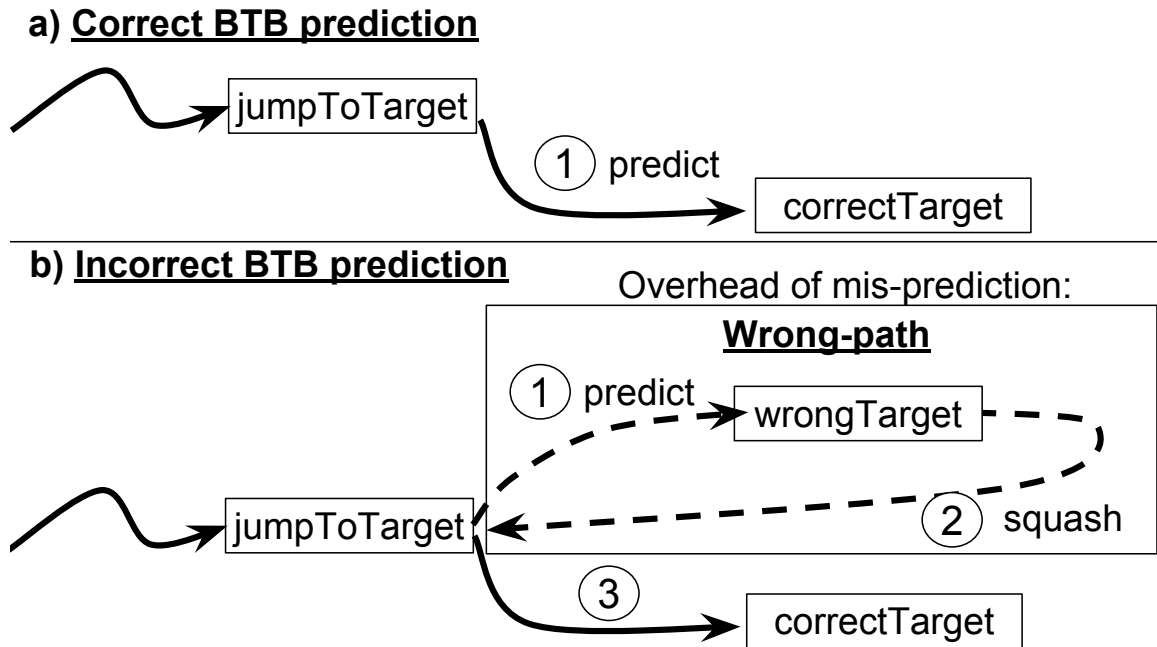 a) Correct BTB prediction
jumpToTarget
1 predict
correctTarget
b) Incorrect BTB prediction
Overhead of mis-prediction:
Wrong-path
1 predict
wrongTarget
jumpToTarget
2 squash
3
correctTarget